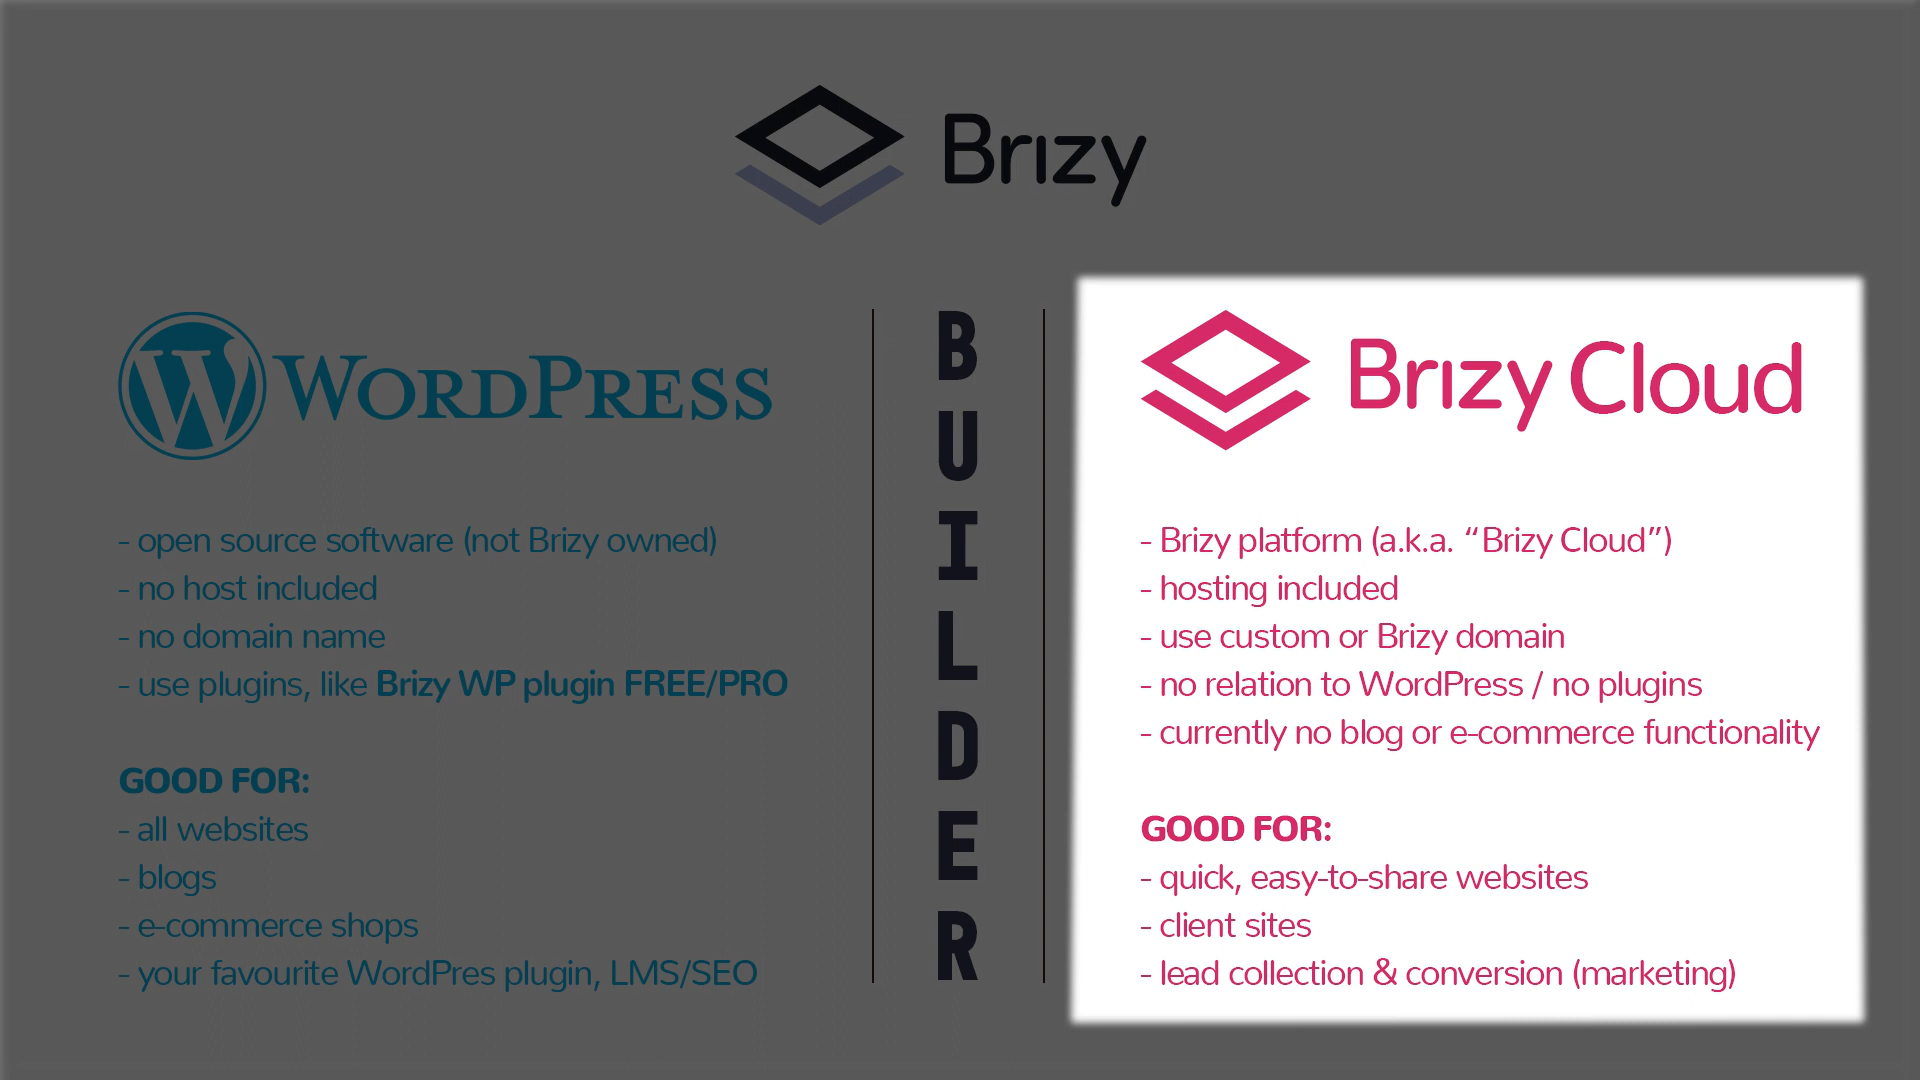 Brizy
WORDPRESS
- open source software (not Brizy owned)
- no host included
- no domain name
- use plugins, like Brizy WP plugin FREE/PRO
GOOD FOR:
- all websites
- blogs
- e-commerce shops
- your favourite WordPres plugin, LMS/SEO
BUILDER
Brizy Cloud
- Brizy platform (a.k.a. “Brizy Cloud”)
- hosting included
- use custom or Brizy domain
- no relation to WordPress / no plugins
- currently no blog or e-commerce functionality
GOOD FOR:
- quick, easy-to-share websites
- client sites
- lead collection & conversion (marketing)